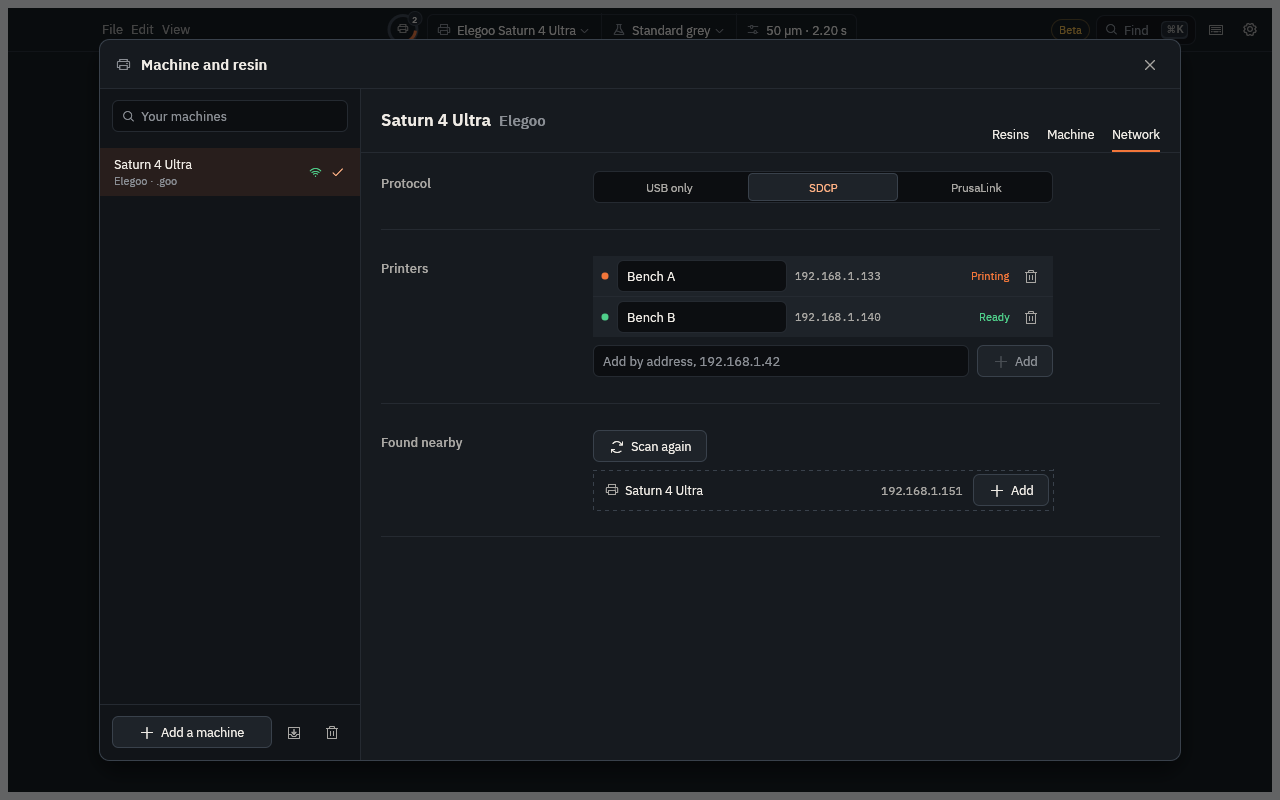 File Edit View
2
Elegoo Saturn 4 Ultra
Standard grey
50 µm · 2.20 s
Beta
Find
⌘K
Machine and resin
Your machines
Saturn 4 Ultra
Elegoo · .goo
Saturn 4 Ultra Elegoo
Resins
Machine
Network
Protocol
USB only
SDCP
PrusaLink
Printers
Bench A
192.168.1.133
Printing
Bench B
192.168.1.140
Ready
Add by address, 192.168.1.42
Add
Found nearby
Scan again
Saturn 4 Ultra
192.168.1.151
Add
Add a machine